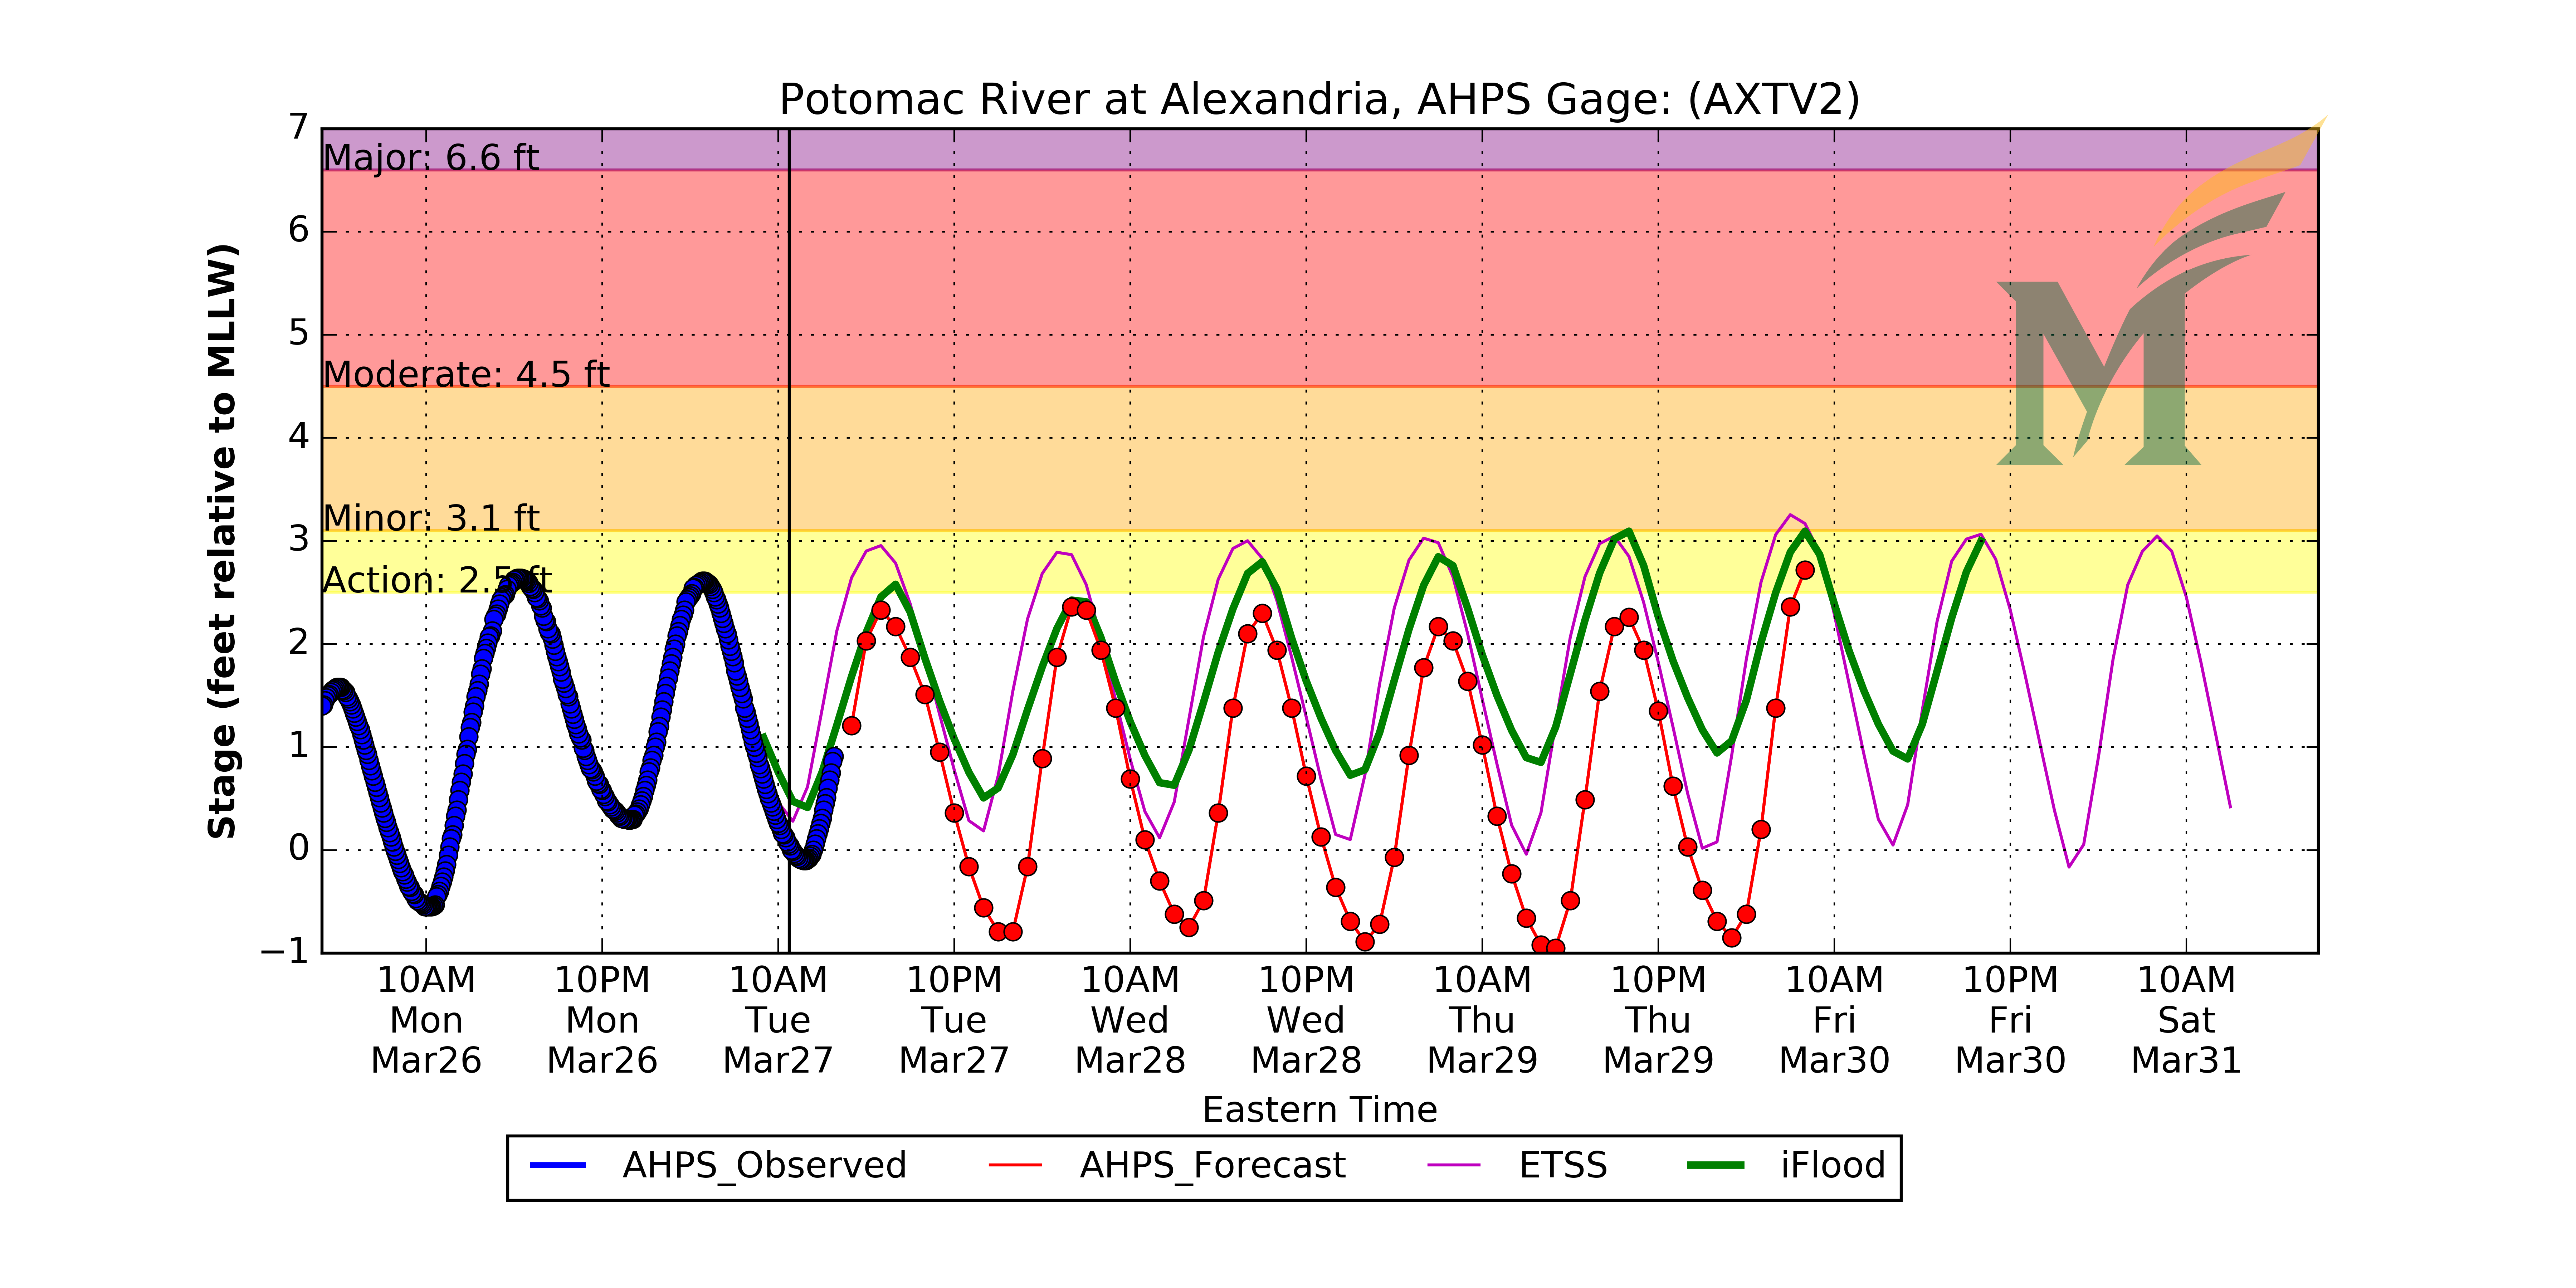 Potomac River at Alexandria, AHPS Gage: (AXTV2)
Stage (feet relative to MLLW)
7
6
5
4
3
2
1
0
−1
Major: 6.6 ft
Moderate: 4.5 ft
Minor: 3.1 ft
Action: 2.5 ft
M
10AM 10PM 10AM 10PM 10AM 10PM 10AM 10PM 10AM 10PM 10AM
Mon Mon Tue Tue Wed Wed Thu Thu Fri Fri Sat
Mar26 Mar26 Mar27 Mar27 Mar28 Mar28 Mar29 Mar29 Mar30 Mar30 Mar31
Eastern Time
AHPS_Observed AHPS_Forecast ETSS iFlood